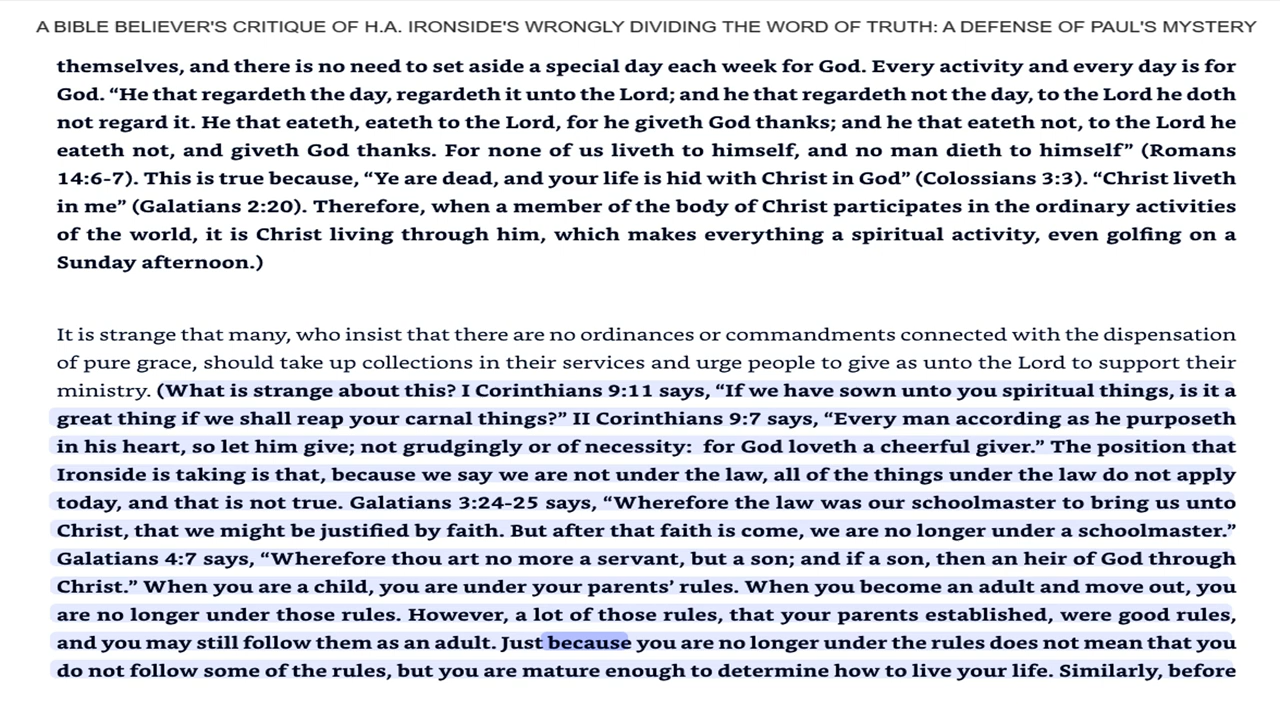 A BIBLE BELIEVER'S CRITIQUE OF H.A. IRONSIDE'S WRONGLY DIVIDING THE WORD OF TRUTH: A DEFENSE OF PAUL'S MYSTERY
themselves, and there is no need to set aside a special day each week for God. Every activity and every day is for
God. “He that regardeth the day, regardeth it unto the Lord; and he that regardeth not the day, to the Lord he doth
not regard it. He that eateth, eateth to the Lord, for he giveth God thanks; and he that eateth not, to the Lord he
eateth not, and giveth God thanks. For none of us liveth to himself, and no man dieth to himself” (Romans
14:6-7). This is true because, “Ye are dead, and your life is hid with Christ in God” (Colossians 3:3). “Christ liveth
in me” (Galatians 2:20). Therefore, when a member of the body of Christ participates in the ordinary activities
of the world, it is Christ living through him, which makes everything a spiritual activity, even golfing on a
Sunday afternoon.)
It is strange that many, who insist that there are no ordinances or commandments connected with the dispensation
of pure grace, should take up collections in their services and urge people to give as unto the Lord to support their
ministry. (What is strange about this? I Corinthians 9:11 says, “If we have sown unto you spiritual things, is it a
great thing if we shall reap your carnal things?” II Corinthians 9:7 says, “Every man according as he purposeth
in his heart, so let him give; not grudgingly or of necessity: for God loveth a cheerful giver.” The position that
Ironside is taking is that, because we say we are not under the law, all of the things under the law do not apply
today, and that is not true. Galatians 3:24-25 says, “Wherefore the law was our schoolmaster to bring us unto
Christ, that we might be justified by faith. But after that faith is come, we are no longer under a schoolmaster.”
Galatians 4:7 says, “Wherefore thou art no more a servant, but a son; and if a son, then an heir of God through
Christ.” When you are a child, you are under your parents’ rules. When you become an adult and move out, you
are no longer under those rules. However, a lot of those rules, that your parents established, were good rules,
and you may still follow them as an adult. Just because you are no longer under the rules does not mean that you
do not follow some of the rules, but you are mature enough to determine how to live your life. Similarly, before